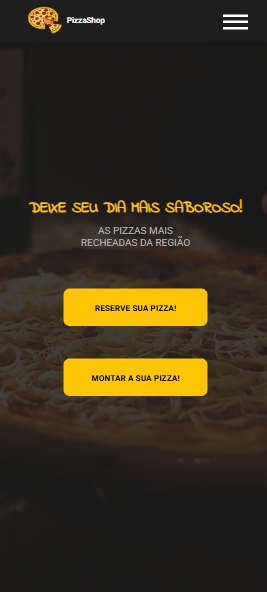 PizzaShop
DEIXE SEU DIA MAIS SABOROSO!
AS PIZZAS MAIS
RECHEADAS DA REGIÃO
RESERVE SUA PIZZA!
MONTAR A SUA PIZZA!